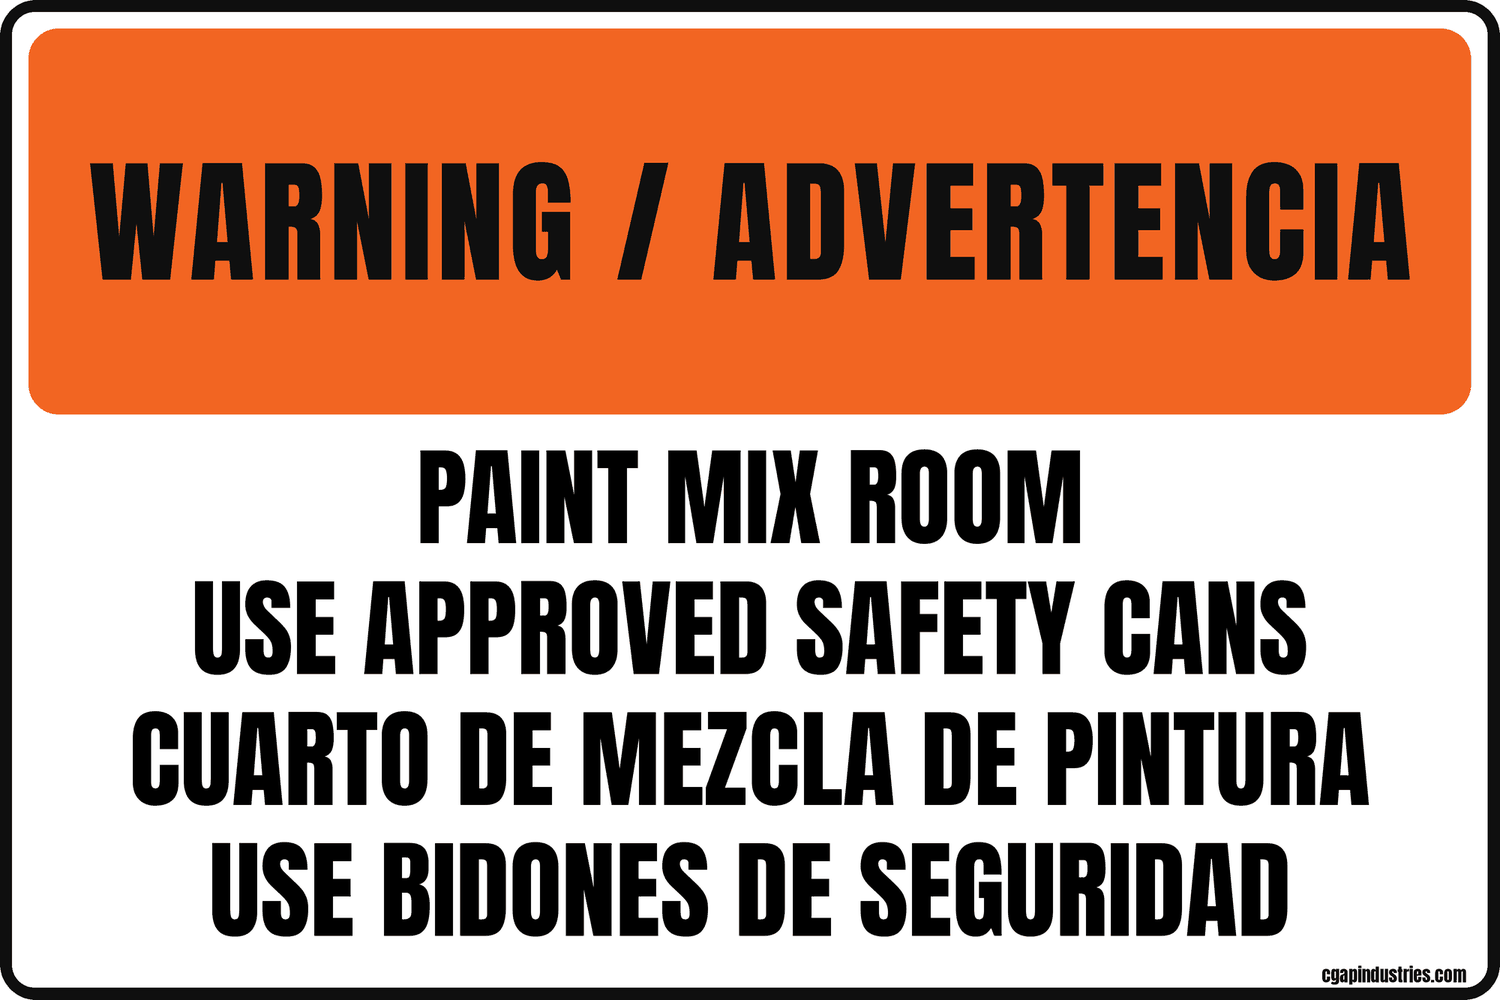 WARNING / ADVERTENCIA
PAINT MIX ROOM
USE APPROVED SAFETY CANS
CUARTO DE MEZCLA DE PINTURA
USE BIDONES DE SEGURIDAD
cgapindustries.com